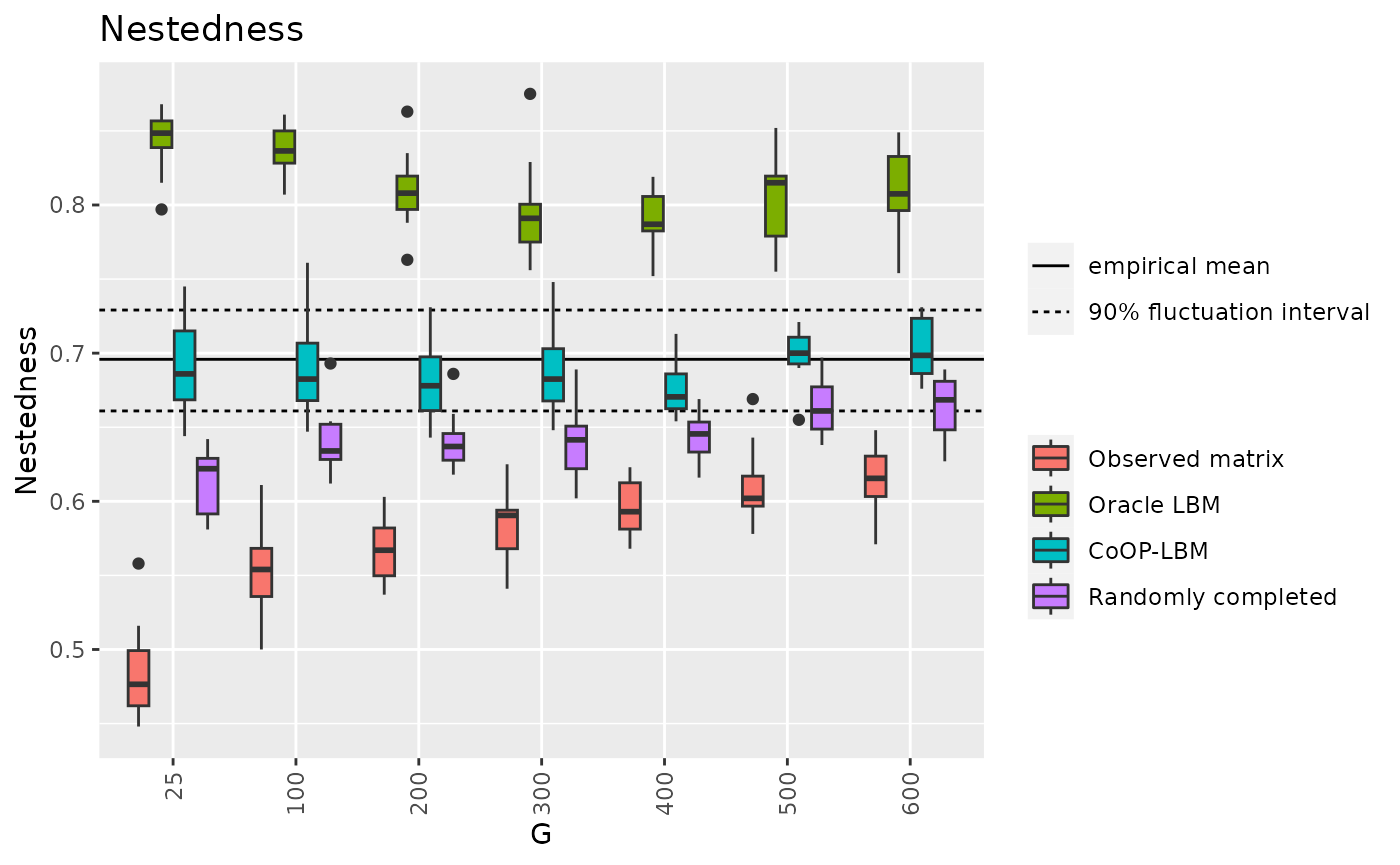 Nestedness
Nestedness
0.8
0.7
0.6
0.5
25
100
200
300
400
500
600
G
empirical mean
90% fluctuation interval
Observed matrix
Oracle LBM
CoOP-LBM
Randomly completed